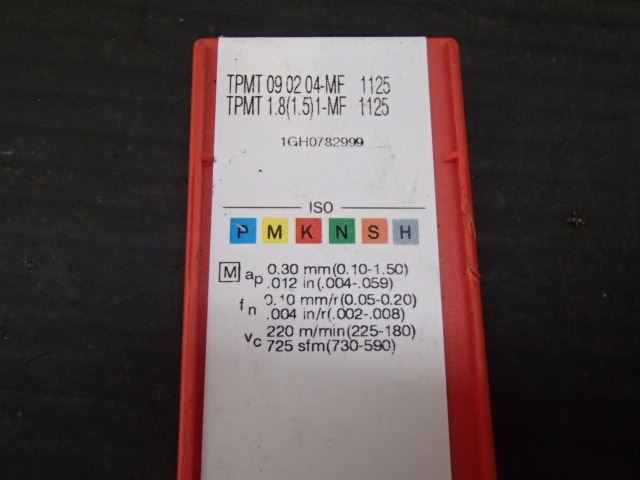 TPMT 09 02 04-MF 1125
TPMT 1.8(1.5)1-MF 1125
1GH0782999
ISO
P M K N S H
M ap 0.30 mm(0.10-1.50)
.012 in(.004-.059)
fn 0.10 mm/r(0.05-0.20)
.004 in/r(.002-.008)
vc 220 m/min(225-180)
725 sfm(730-590)